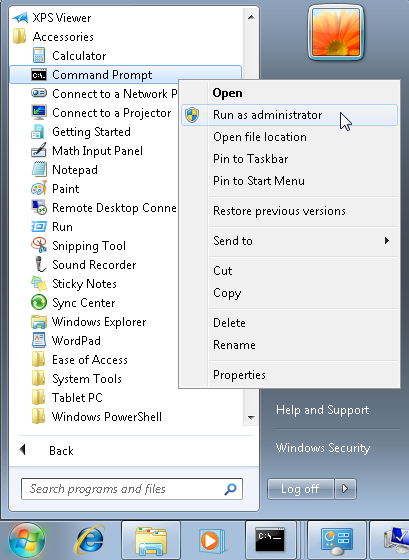 XPS Viewer
Accessories
Calculator
Command Prompt
Connect to a Network P
Connect to a Projector
Getting Started
Math Input Panel
Notepad
Paint
Remote Desktop Conne
Run
Snipping Tool
Sound Recorder
Sticky Notes
Sync Center
Windows Explorer
WordPad
Ease of Access
System Tools
Tablet PC
Windows PowerShell
Back
Search programs and files
Open
Run as administrator
Open file location
Pin to Taskbar
Pin to Start Menu
Restore previous versions
Send to
Cut
Copy
Delete
Rename
Properties
Help and Support
Windows Security
Log off